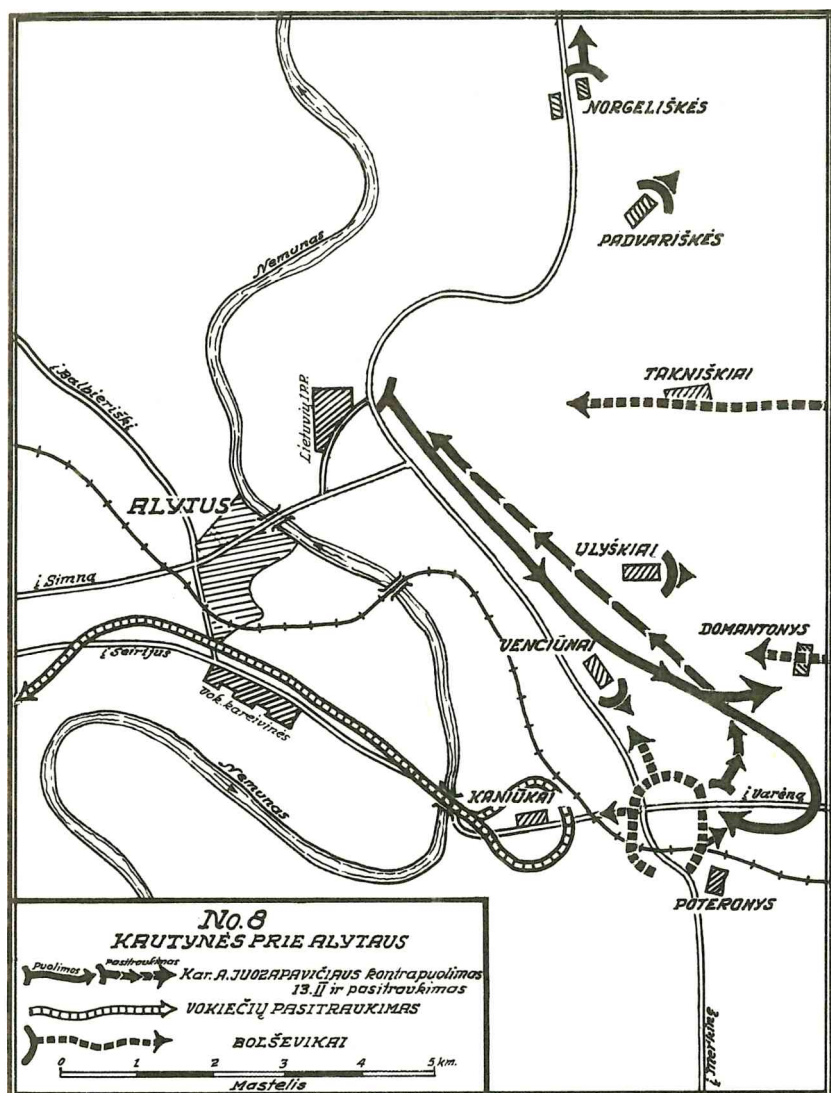 NORGELIŠKĖS
PADVARIŠKĖS
Nemunas
TAKNIŠKIAI
į Balbieriškį
Lietuvių I P.P.
ALYTUS
ULYŠKIAI
į Simną
DOMANTONYS
VENCIŪNAI
į Seirijus
Vok. kareivinės
Nemunas
KANIŪKAI
į Varėną
POTERONYS
į Merkinę
No. 8
KAUTYNĖS PRIE ALYTAUS
Puolimas
pasitraukimas
Kar. A. JUOZAPAVIČIAUS kontrapuolimas
13.II ir pasitraukimas
VOKIEČIŲ PASITRAUKIMAS
BOLŠEVIKAI
0 1 2 3 4 5 km.
Mastelis